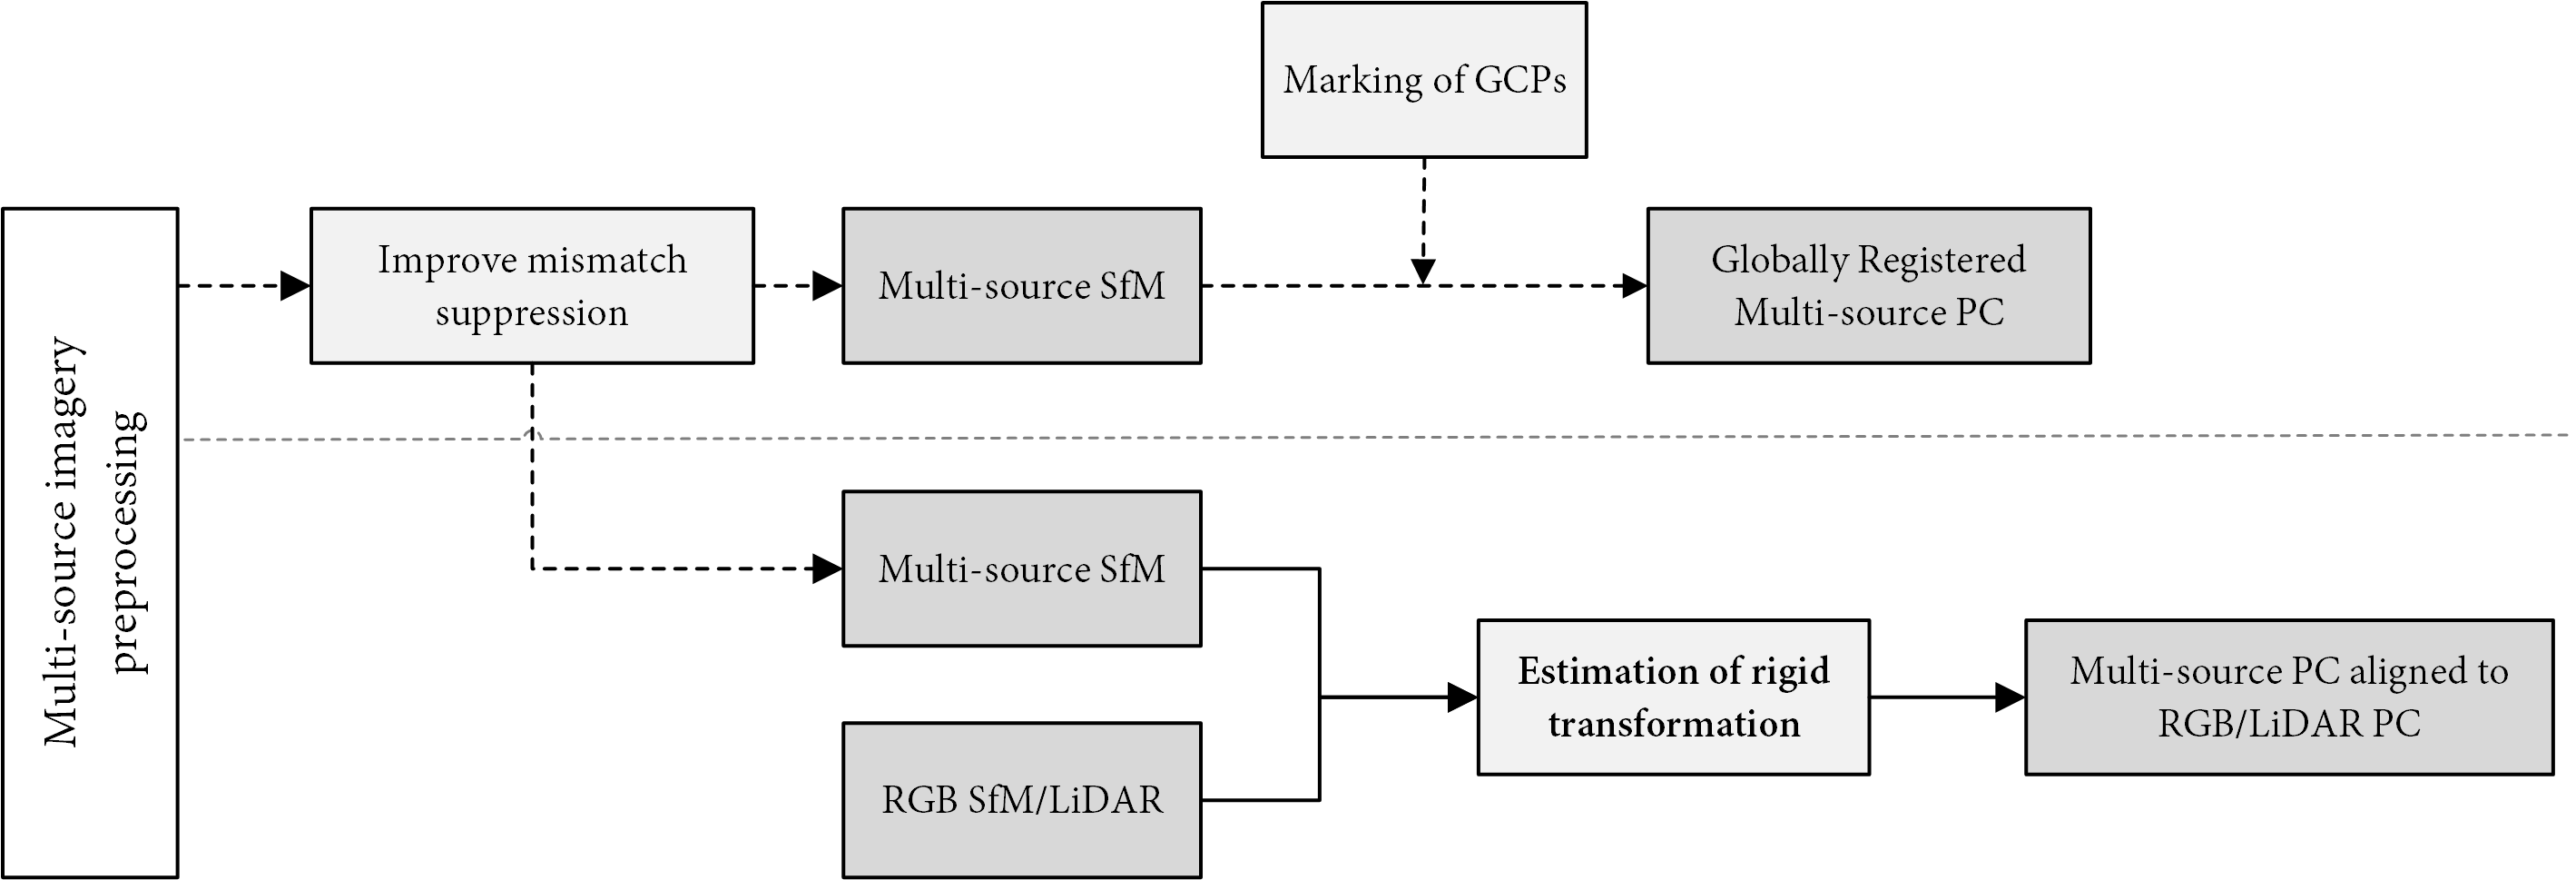 Multi-source imagery
preprocessing
Improve mismatch
suppression
Multi-source SfM
Marking of GCPs
Globally Registered
Multi-source PC
Multi-source SfM
RGB SfM/LiDAR
Estimation of rigid
transformation
Multi-source PC aligned to
RGB/LiDAR PC